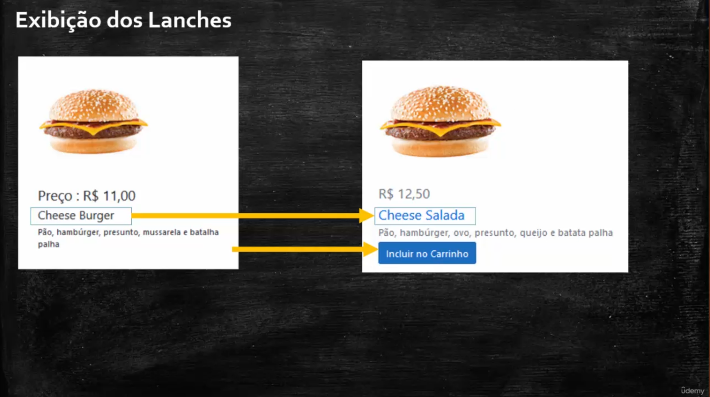 Exibição dos Lanches
Preço : R$ 11,00
Cheese Burger
Pão, hambúrger, presunto, mussarela e batalha
palha
R$ 12,50
Cheese Salada
Pão, hambúrger, ovo, presunto, queijo e batata palha
Incluir no Carrinho
ûdemy